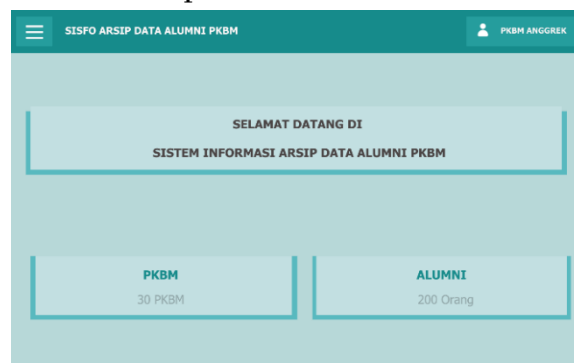 SISFO ARSIP DATA ALUMNI PKBM
PKBM ANGGREK
SELAMAT DATANG DI
SISTEM INFORMASI ARSIP DATA ALUMNI PKBM
PKBM
30 PKBM
ALUMNI
200 Orang